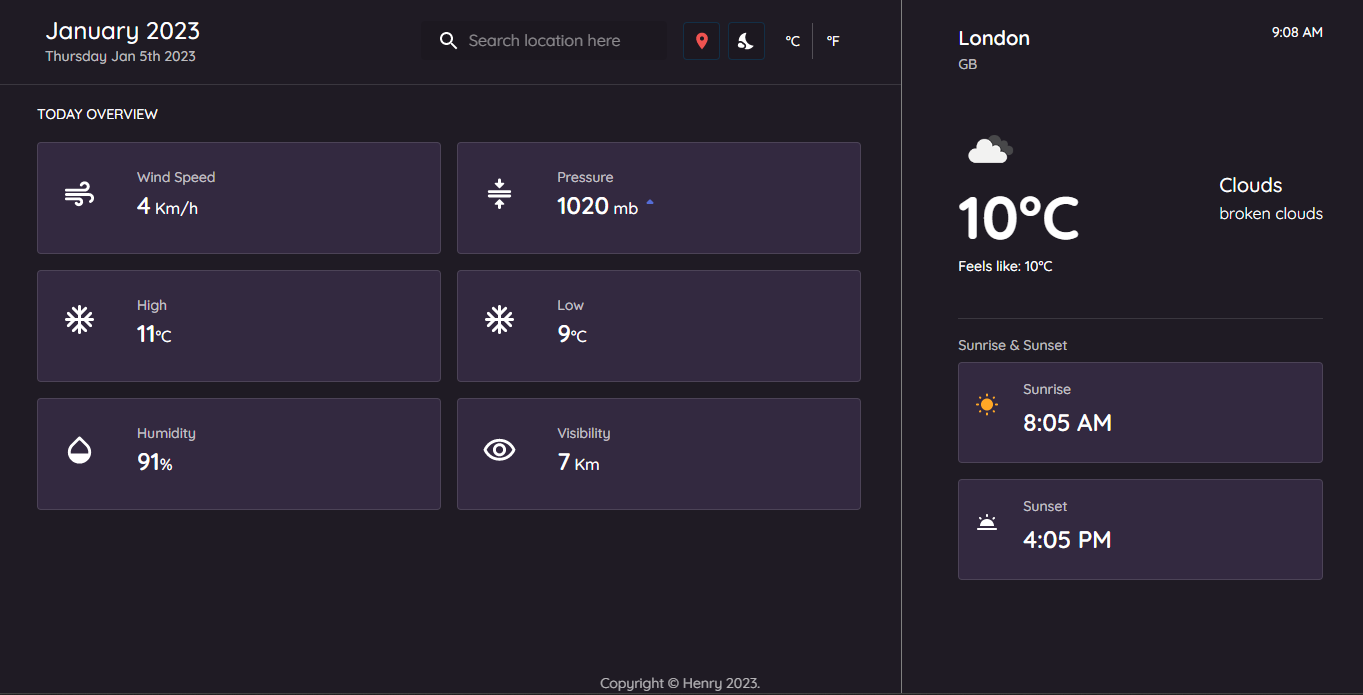 January 2023
Thursday Jan 5th 2023
Search location here
°C
°F
TODAY OVERVIEW
Wind Speed
4 Km/h
Pressure
1020 mb
High
11°C
Low
9°C
Humidity
91%
Visibility
7 Km
Copyright © Henry 2023.
London
9:08 AM
GB
10°C
Clouds
broken clouds
Feels like: 10°C
Sunrise & Sunset
Sunrise
8:05 AM
Sunset
4:05 PM